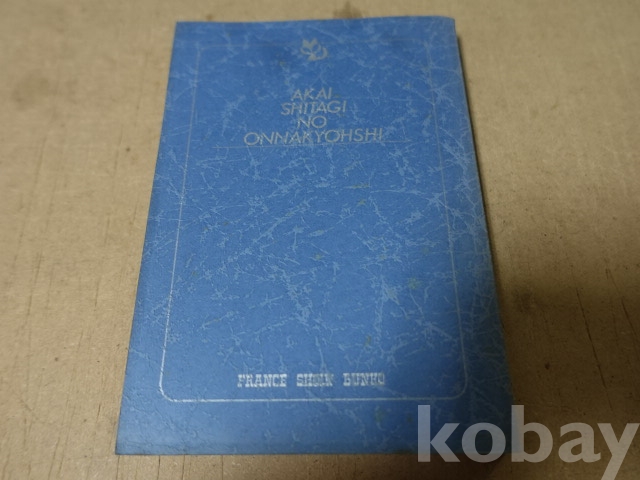 AKAI
SHITAGI
NO
ONNAKYOHSHI
FRANCE SHOIN BUNKO
kobay